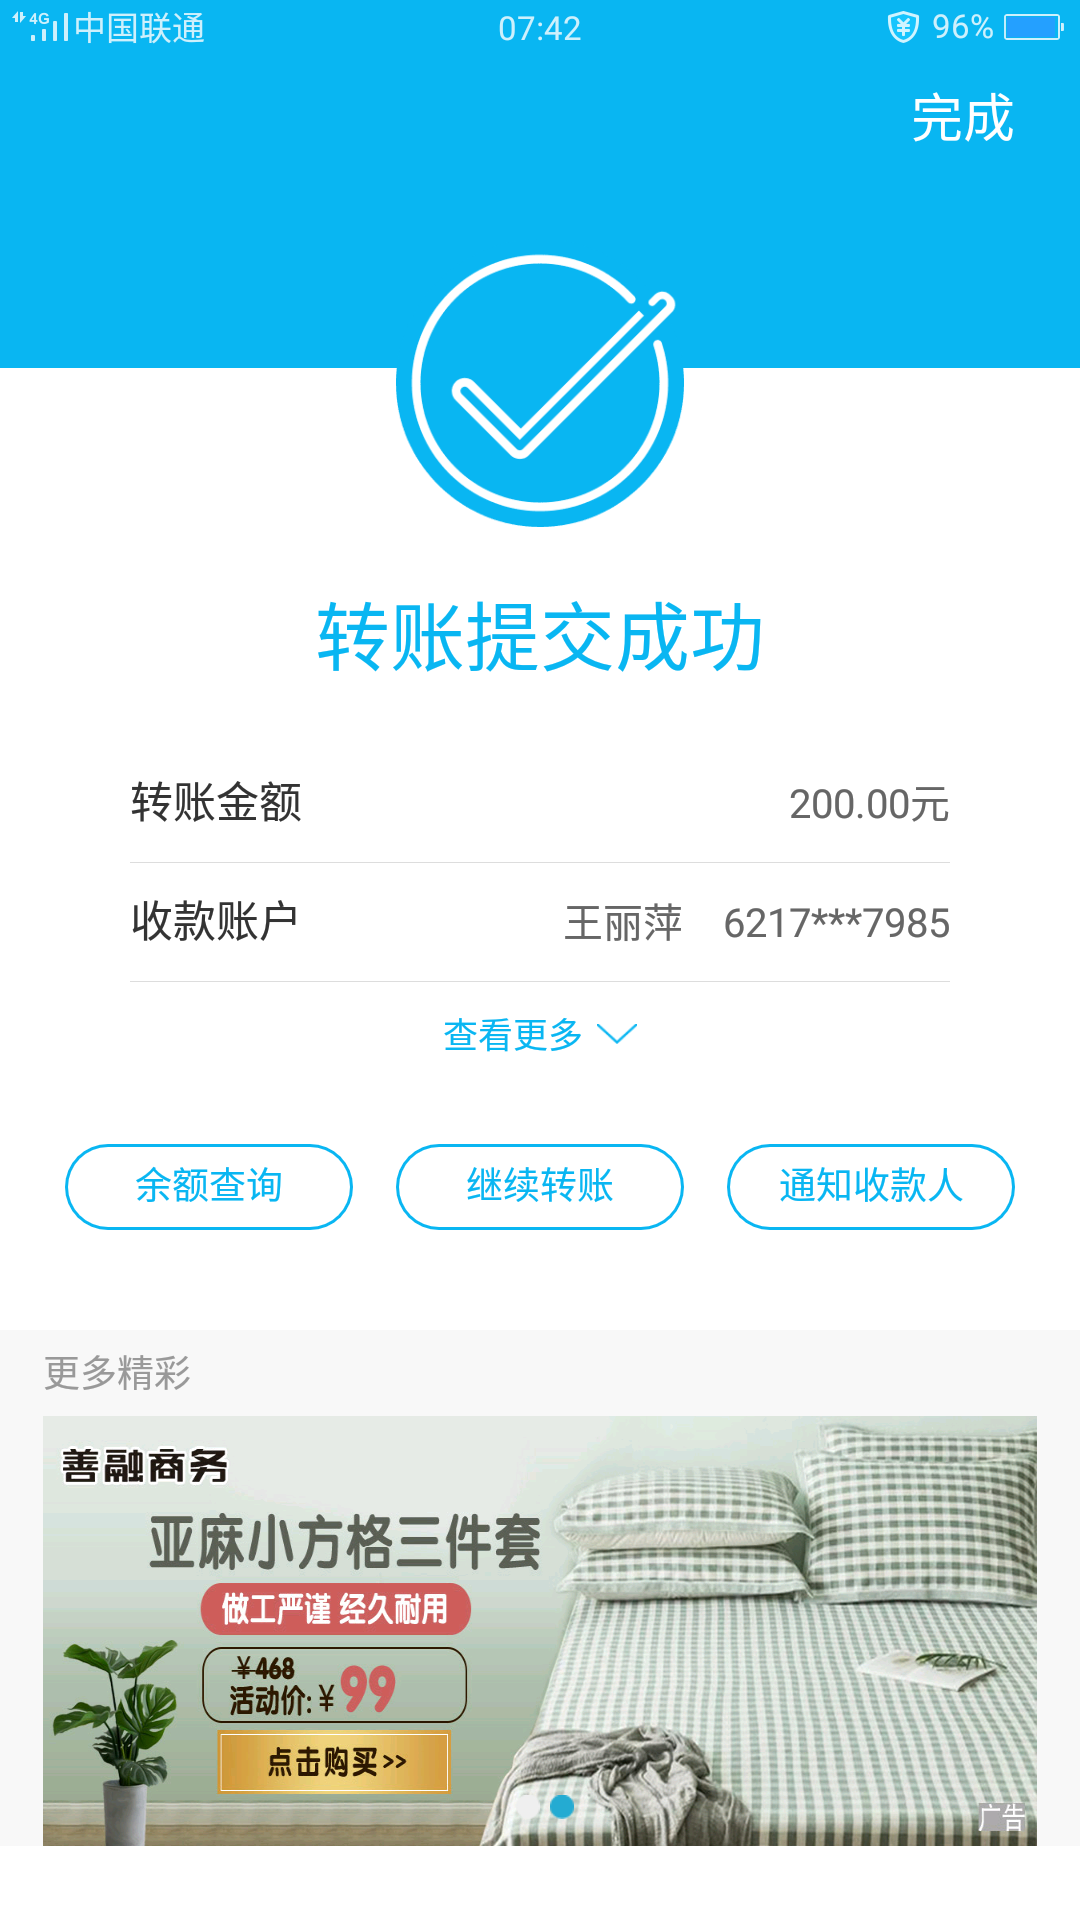 4G 中国联通 07:42 96%
完成
转账提交成功
转账金额 200.00元
收款账户 王丽萍 6217***7985
查看更多
余额查询 继续转账 通知收款人
更多精彩
善融商务
亚麻小方格三件套
做工严谨 经久耐用
￥468
活动价:￥99
点击购买>>
广告